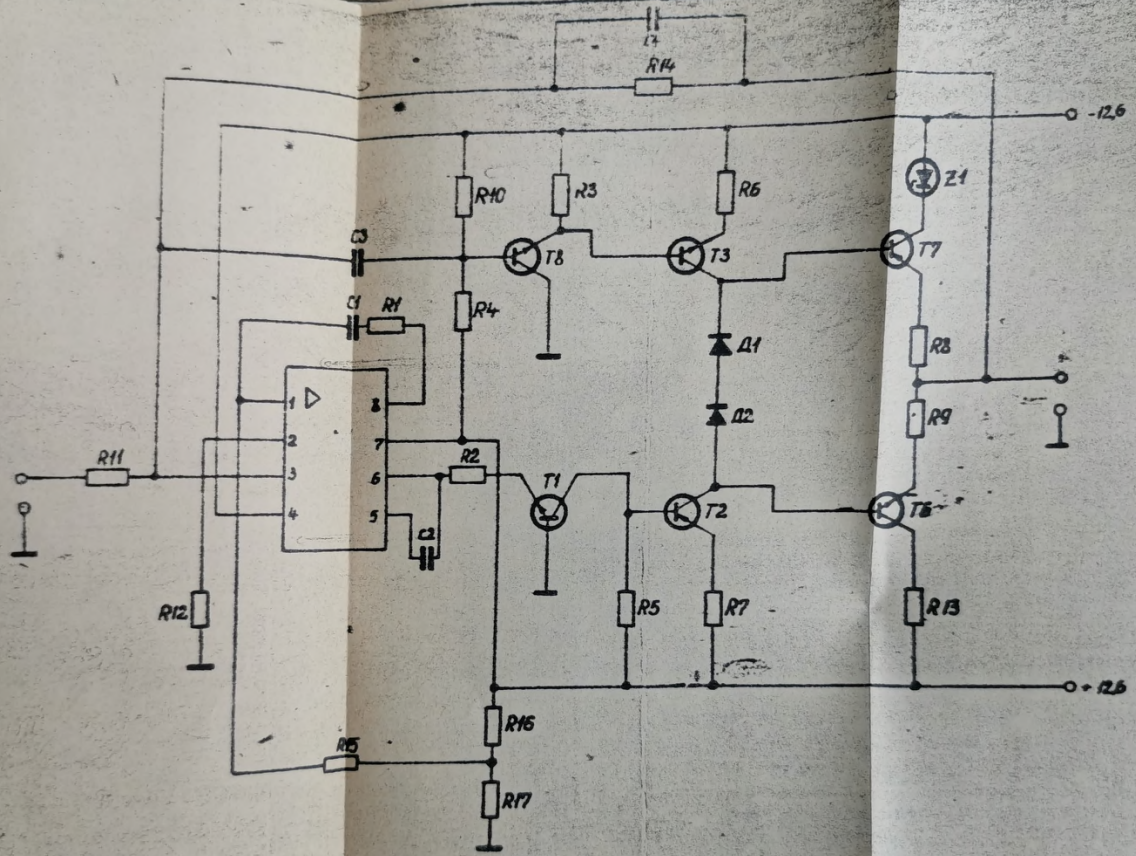 C7
R14
-12,6
R10
R3
R6
Z1
C3
T8
T3
T7
C1
R1
R4
Д1
R8
+
1
8
2
7
Д2
R9
R11
3
6
R2
T1
4
5
C2
T2
T6
R12
R5
R7
R13
+12,6
R16
R15
R17